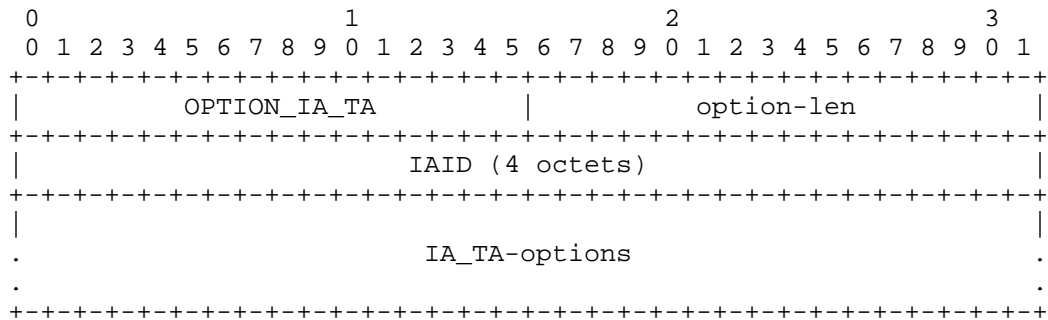 0                   1                   2                   3
 0 1 2 3 4 5 6 7 8 9 0 1 2 3 4 5 6 7 8 9 0 1 2 3 4 5 6 7 8 9 0 1
+-+-+-+-+-+-+-+-+-+-+-+-+-+-+-+-+-+-+-+-+-+-+-+-+-+-+-+-+-+-+-+-+
|          OPTION_IA_TA         |          option-len           |
+-+-+-+-+-+-+-+-+-+-+-+-+-+-+-+-+-+-+-+-+-+-+-+-+-+-+-+-+-+-+-+-+
|                        IAID (4 octets)                        |
+-+-+-+-+-+-+-+-+-+-+-+-+-+-+-+-+-+-+-+-+-+-+-+-+-+-+-+-+-+-+-+-+
|                                                               |
.                         IA_TA-options                         .
.                                                               .
+-+-+-+-+-+-+-+-+-+-+-+-+-+-+-+-+-+-+-+-+-+-+-+-+-+-+-+-+-+-+-+-+